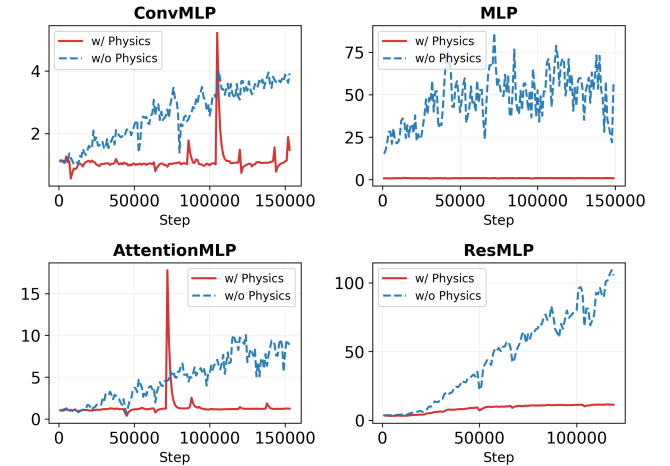 ConvMLP
w/ Physics
w/o Physics
4
2
0 50000 100000 150000
Step
MLP
w/ Physics
w/o Physics
75
50
25
0
0 50000 100000 150000
Step
AttentionMLP
w/ Physics
w/o Physics
15
10
5
0
0 50000 100000 150000
Step
ResMLP
w/ Physics
w/o Physics
100
50
0
0 50000 100000
Step